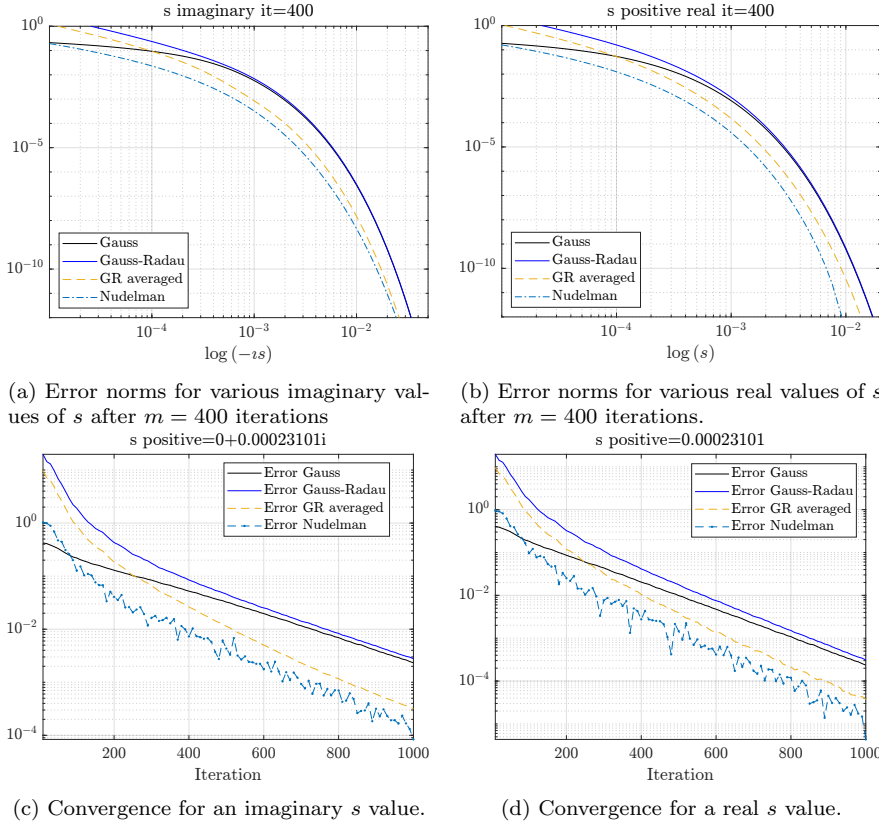 s imaginary it=400
10^0
10^-5
10^-10
Gauss
Gauss-Radau
GR averaged
Nudelman
10^-4
10^-3
10^-2
log (−ıs)
s positive real it=400
10^0
10^-5
10^-10
Gauss
Gauss-Radau
GR averaged
Nudelman
10^-4
10^-3
10^-2
log (s)
(a) Error norms for various imaginary val-
ues of s after m = 400 iterations
(b) Error norms for various real values of s
after m = 400 iterations.
s positive=0+0.00023101i
10^0
10^-2
10^-4
Error Gauss
Error Gauss-Radau
Error GR averaged
Error Nudelman
200
400
600
800
1000
Iteration
s positive=0.00023101
10^0
10^-2
10^-4
Error Gauss
Error Gauss-Radau
Error GR averaged
Error Nudelman
200
400
600
800
1000
Iteration
(c) Convergence for an imaginary s value.
(d) Convergence for a real s value.